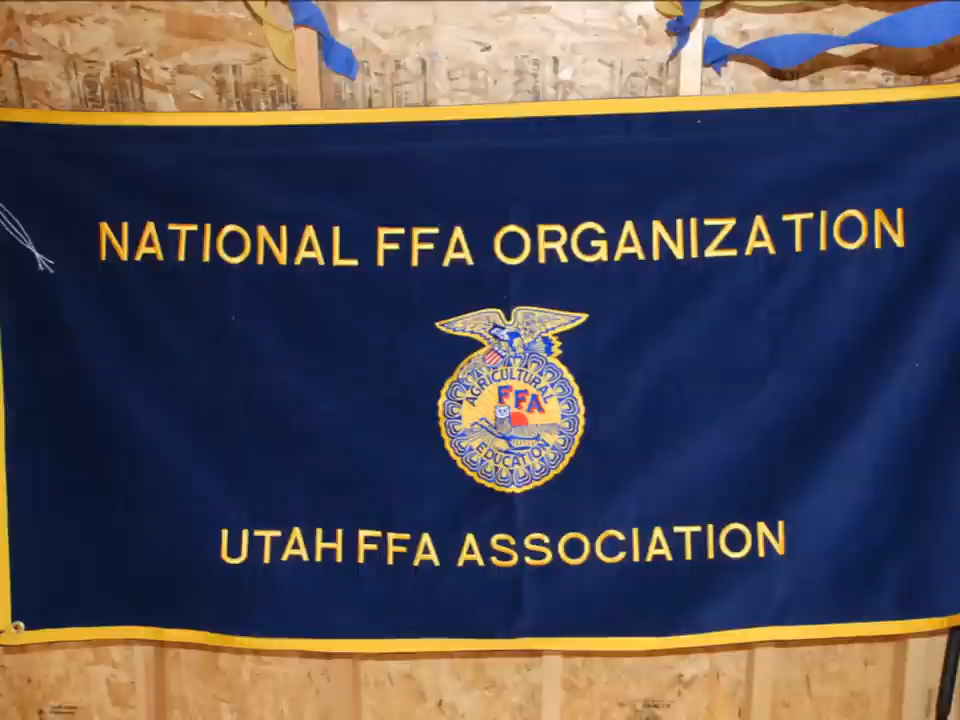 NATIONAL FFA ORGANIZATION
AGRICULTURAL
FFA
EDUCATION
UTAH FFA ASSOCIATION